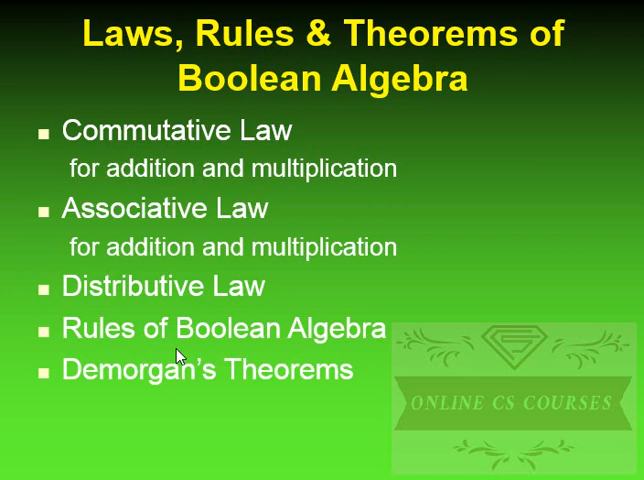 Laws, Rules & Theorems of
Boolean Algebra
Commutative Law
for addition and multiplication
Associative Law
for addition and multiplication
Distributive Law
Rules of Boolean Algebra
Demorgan's Theorems
ONLINE CS COURSES